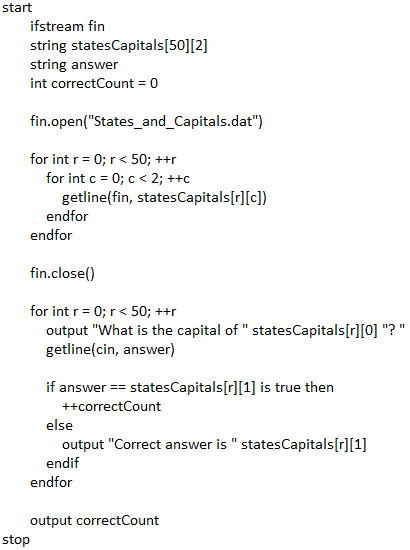 start
ifstream fin
string statesCapitals[50][2]
string answer
int correctCount = 0
fin.open("States_and_Capitals.dat")
for int r = 0; r < 50; ++r
for int c = 0; c < 2; ++c
getline(fin, statesCapitals[r][c])
endfor
endfor
fin.close()
for int r = 0; r < 50; ++r
output "What is the capital of " statesCapitals[r][0] "? "
getline(cin, answer)
if answer == statesCapitals[r][1] is true then
++correctCount
else
output "Correct answer is " statesCapitals[r][1]
endif
endfor
output correctCount
stop